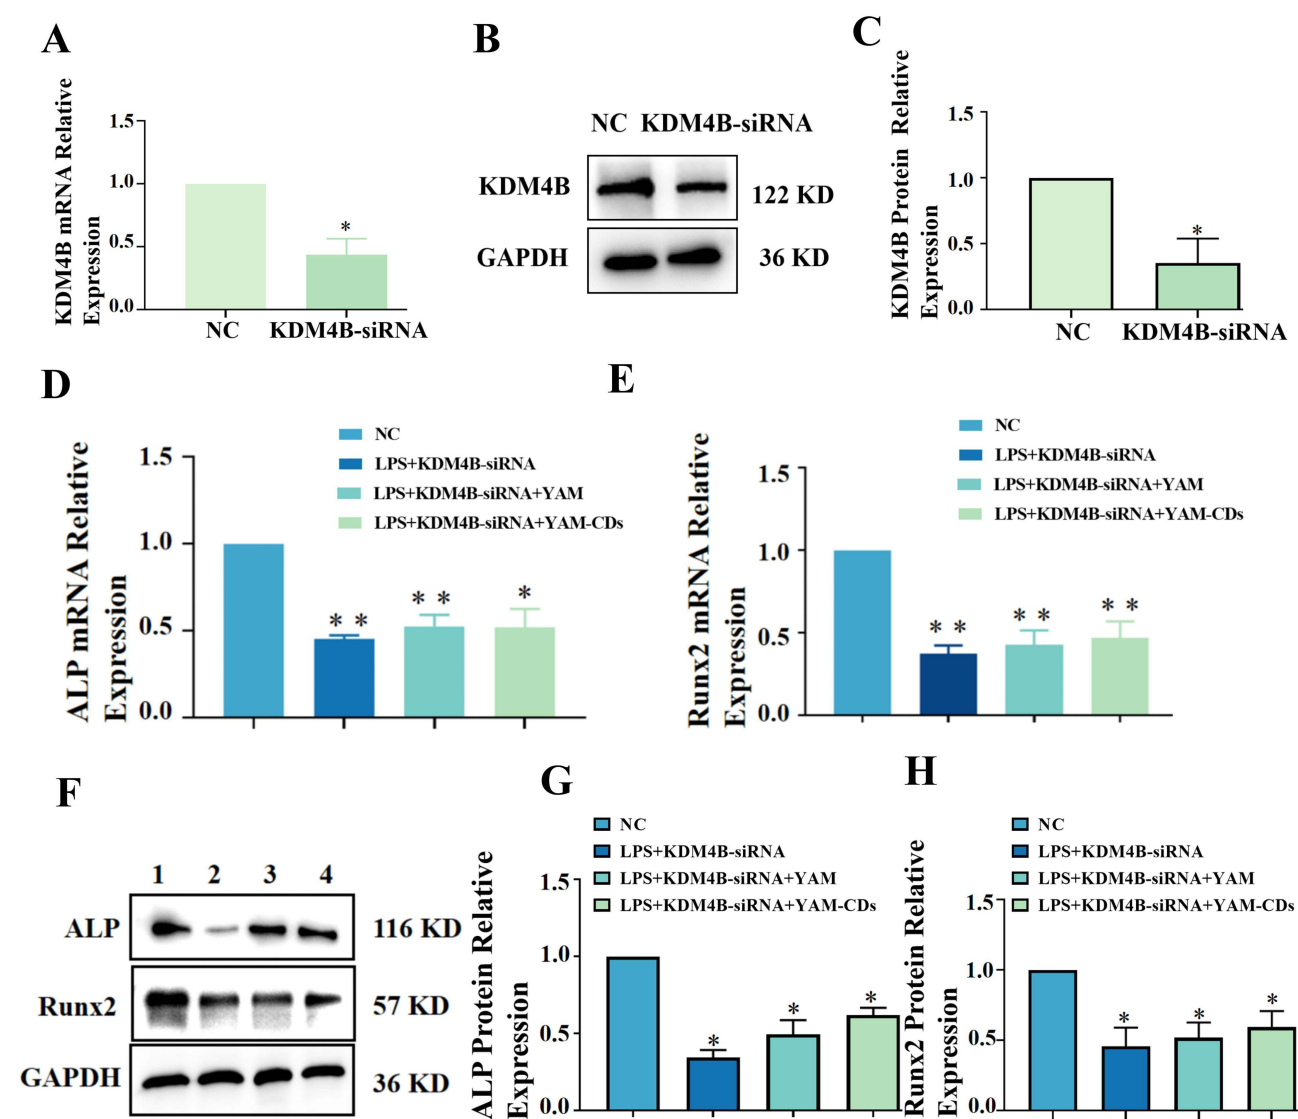 A
KDM4B mRNA Relative
Expression
1.5
1.0
0.5
0.0
*
NC KDM4B-siRNA
B
NC KDM4B-siRNA
KDM4B
122 KD
GAPDH
36 KD
C
KDM4B Protein Relative
Expression
1.5
1.0
0.5
0.0
*
NC KDM4B-siRNA
D
ALP mRNA Relative
Expression
NC
LPS+KDM4B-siRNA
LPS+KDM4B-siRNA+YAM
LPS+KDM4B-siRNA+YAM-CDs
1.5
1.0
0.5
0.0
* *
* *
*
E
Runx2 mRNA Relative
Expression
NC
LPS+KDM4B-siRNA
LPS+KDM4B-siRNA+YAM
LPS+KDM4B-siRNA+YAM-CDs
1.5
1.0
0.5
0.0
* *
* *
* *
F
1 2 3 4
ALP
116 KD
Runx2
57 KD
GAPDH
36 KD
G
ALP Protein Relative
Expression
NC
LPS+KDM4B-siRNA
LPS+KDM4B-siRNA+YAM
LPS+KDM4B-siRNA+YAM-CDs
1.5
1.0
0.5
0.0
*
*
*
H
Runx2 Protein Relative
Expression
NC
LPS+KDM4B-siRNA
LPS+KDM4B-siRNA+YAM
LPS+KDM4B-siRNA+YAM-CDs
1.5
1.0
0.5
0.0
*
*
*